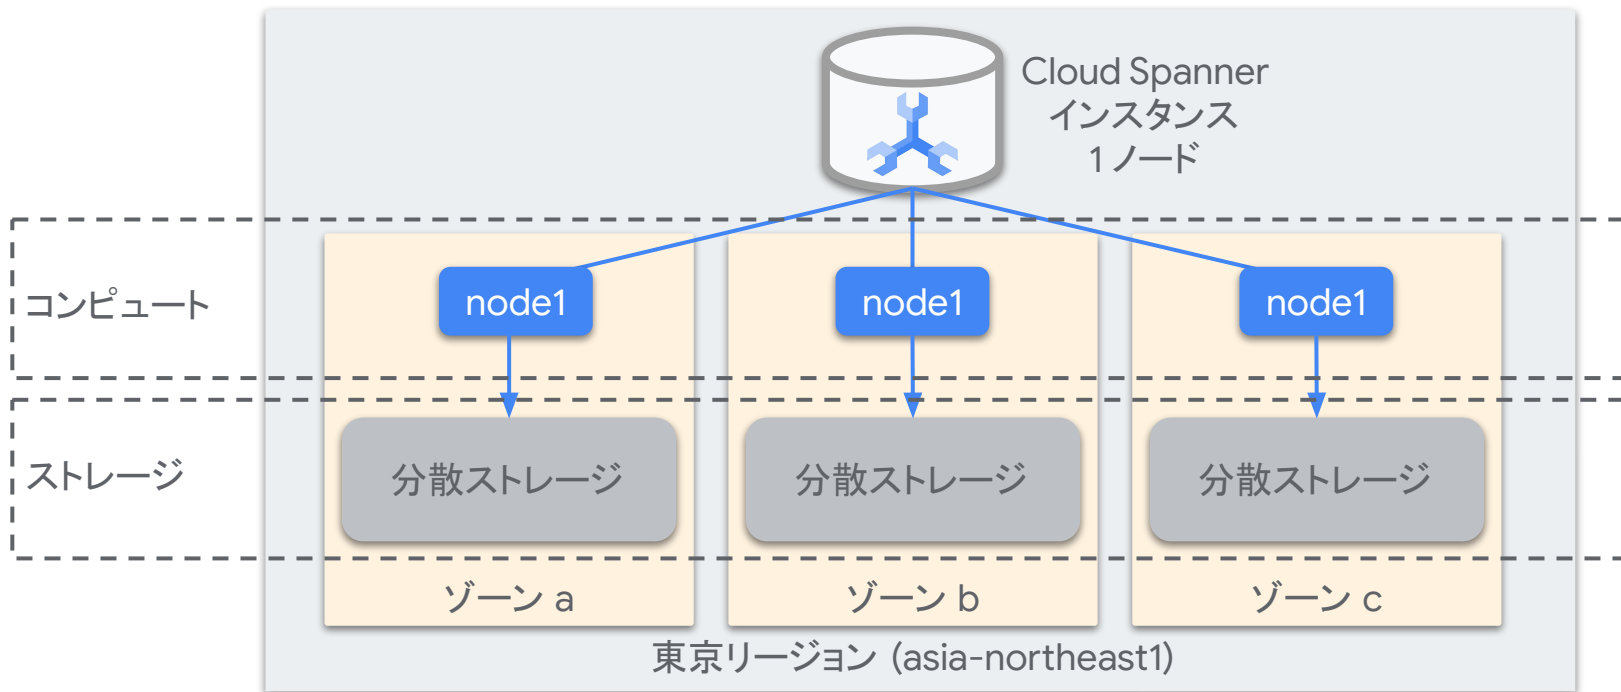 Cloud Spanner
インスタンス
1 ノード
コンピュート
node1
node1
node1
ストレージ
分散ストレージ
分散ストレージ
分散ストレージ
ゾーン a
ゾーン b
ゾーン c
東京リージョン (asia-northeast1)